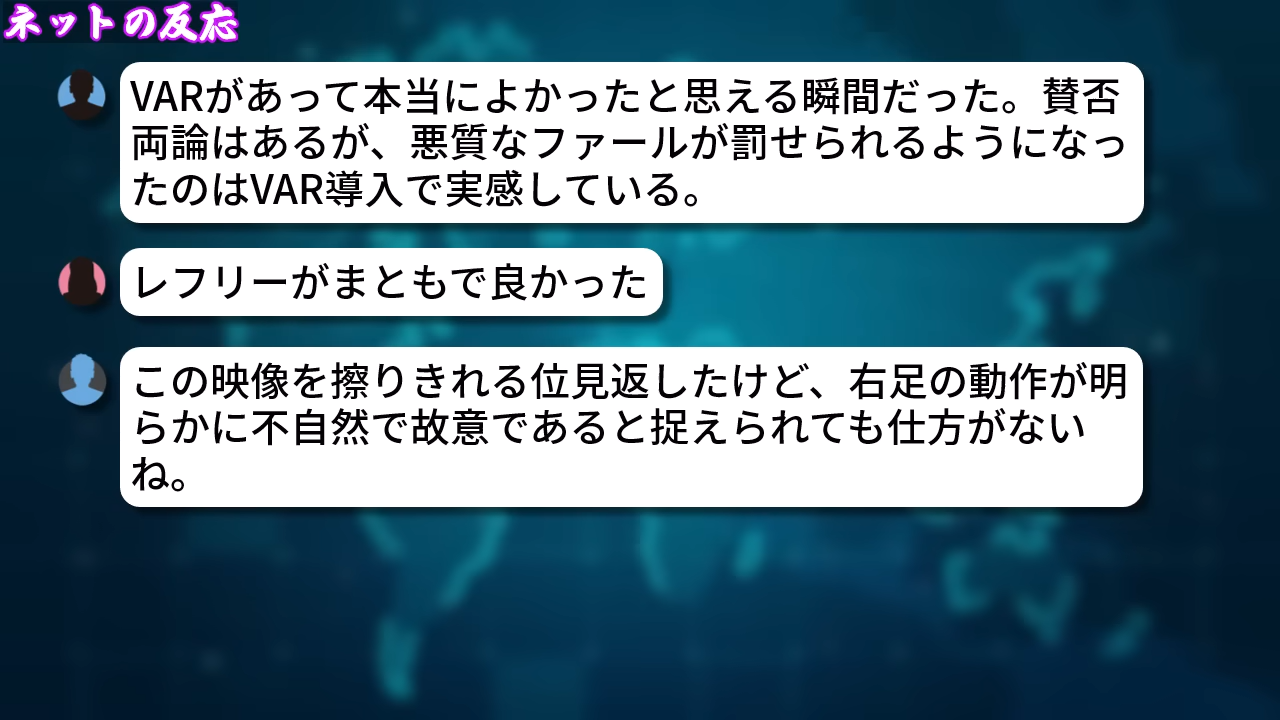 ネットの反応
VARがあって本当によかったと思える瞬間だった。賛否
両論はあるが、悪質なファールが罰せられるようになっ
たのはVAR導入で実感している。
レフリーがまともで良かった
この映像を擦りきれる位見返したけど、右足の動作が明
らかに不自然で故意であると捉えられても仕方がない
ね。